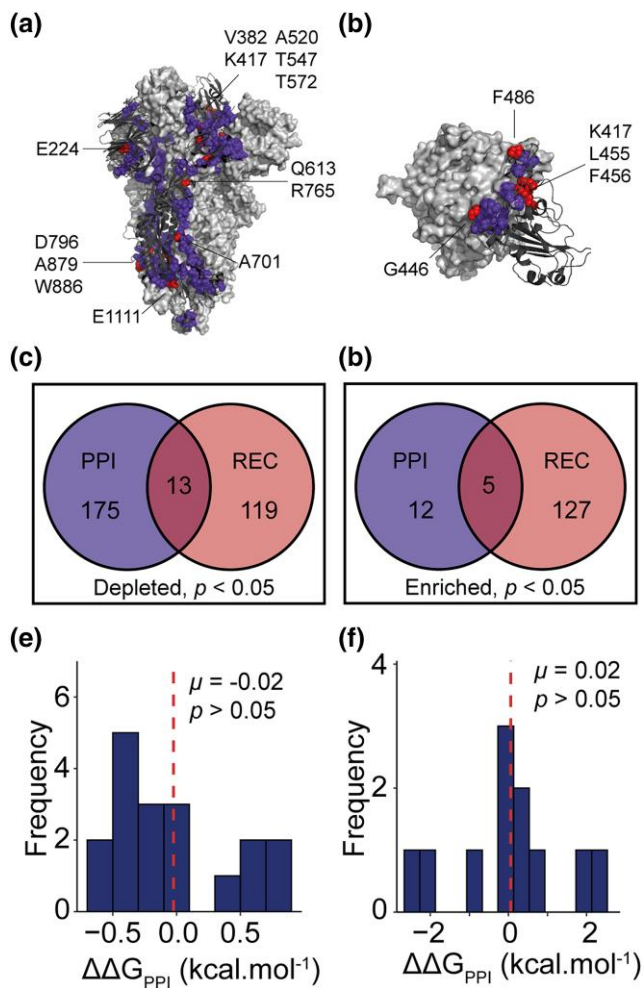 (a)
V382 A520
K417 T547
T572
E224
Q613
R765
D796
A879
W886
A701
E1111
(b)
F486
K417
L455
F456
G446
(c)
PPI
REC
175
13
119
Depleted, p < 0.05
(b)
PPI
REC
12
5
127
Enriched, p < 0.05
(e)
μ = -0.02
p > 0.05
Frequency
6
4
2
0
−0.5 0.0 0.5
ΔΔG_PPI (kcal.mol⁻¹)
(f)
μ = 0.02
p > 0.05
Frequency
4
2
0
−2 0 2
ΔΔG_PPI (kcal.mol⁻¹)